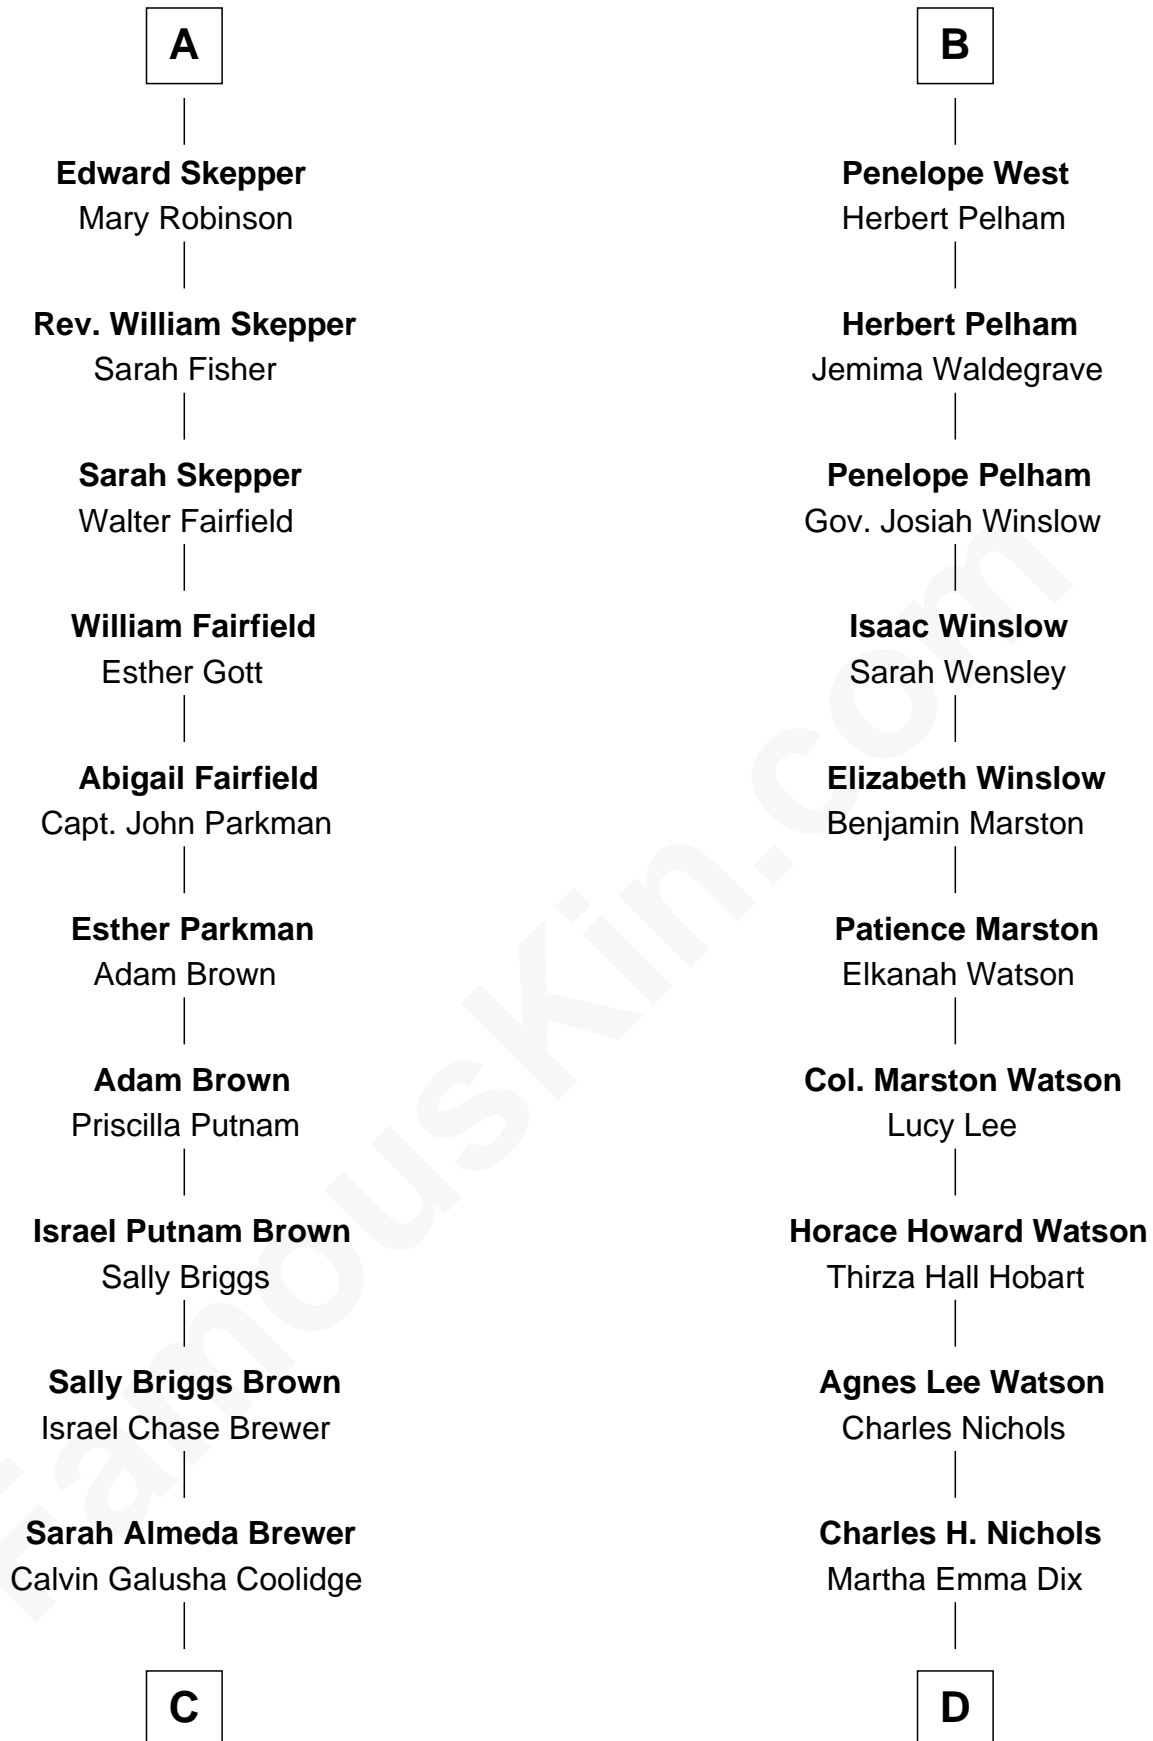 A
Edward Skepper
Mary Robinson
Rev. William Skepper
Sarah Fisher
Sarah Skepper
Walter Fairfield
William Fairfield
Esther Gott
Abigail Fairfield
Capt. John Parkman
Esther Parkman
Adam Brown
Adam Brown
Priscilla Putnam
Israel Putnam Brown
Sally Briggs
Sally Briggs Brown
Israel Chase Brewer
Sarah Almeda Brewer
Calvin Galusha Coolidge
C
B
Penelope West
Herbert Pelham
Herbert Pelham
Jemima Waldegrave
Penelope Pelham
Gov. Josiah Winslow
Isaac Winslow
Sarah Wensley
Elizabeth Winslow
Benjamin Marston
Patience Marston
Elkanah Watson
Col. Marston Watson
Lucy Lee
Horace Howard Watson
Thirza Hall Hobart
Agnes Lee Watson
Charles Nichols
Charles H. Nichols
Martha Emma Dix
D
FamousKin.com